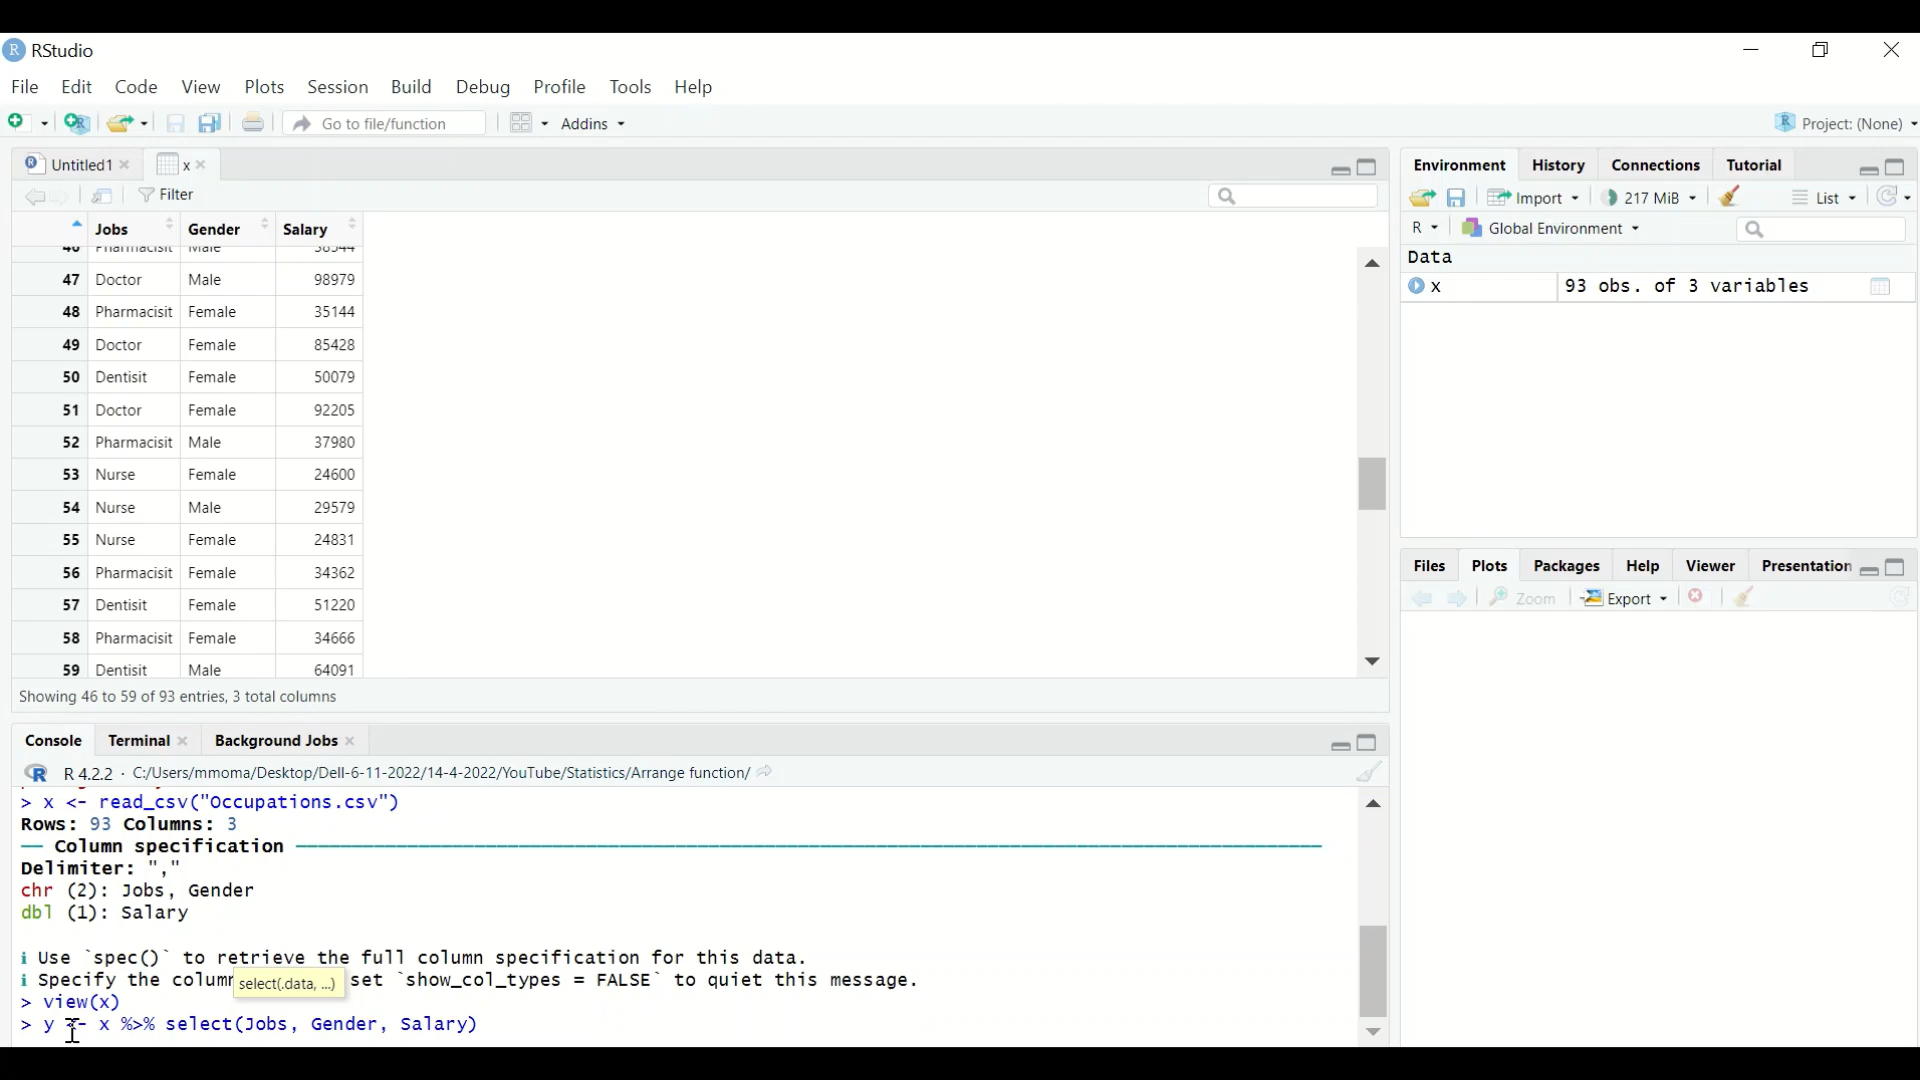 RStudio
File Edit Code View Plots Session Build Debug Profile Tools Help
Go to file/function Addins Project: (None)
Untitled1 x
Filter
Jobs Gender Salary
46 Pharmacisit Male 38544
47 Doctor Male 98979
48 Pharmacisit Female 35144
49 Doctor Female 85428
50 Dentisit Female 50079
51 Doctor Female 92205
52 Pharmacisit Male 37980
53 Nurse Female 24600
54 Nurse Male 29579
55 Nurse Female 24831
56 Pharmacisit Female 34362
57 Dentisit Female 51220
58 Pharmacisit Female 34666
59 Dentisit Male 64091
Showing 46 to 59 of 93 entries, 3 total columns
Console Terminal Background Jobs
R 4.2.2 · C:/Users/mmoma/Desktop/Dell-6-11-2022/14-4-2022/YouTube/Statistics/Arrange function/
> x <- read_csv("Occupations.csv")
Rows: 93 Columns: 3
── Column specification ──
Delimiter: ","
chr (2): Jobs, Gender
dbl (1): Salary
i Use `spec()` to retrieve the full column specification for this data.
i Specify the column set `show_col_types = FALSE` to quiet this message.
select(.data, ...)
> view(x)
> y <- x %>% select(Jobs, Gender, Salary)
Environment History Connections Tutorial
Import 217 MiB List
R Global Environment
Data
x 93 obs. of 3 variables
Files Plots Packages Help Viewer Presentation
Zoom Export